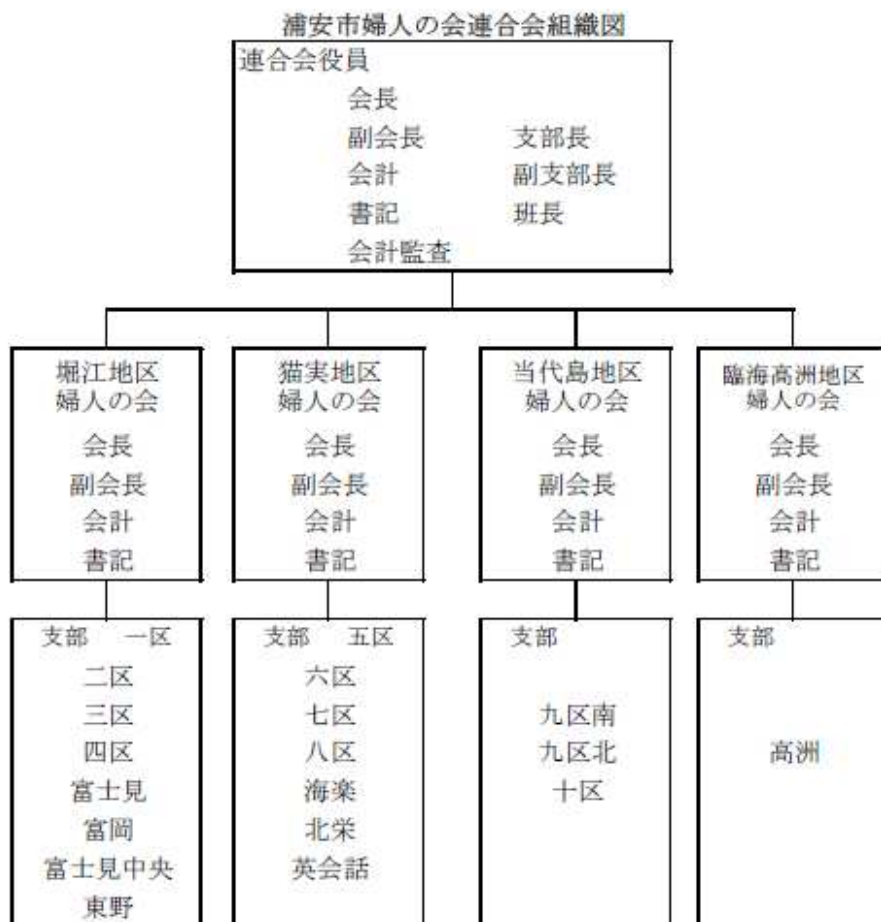 浦安市婦人の会連合会組織図
連合会役員
会長
副会長 支部長
会計 副支部長
書記 班長
会計監査
堀江地区
婦人の会
会長
副会長
会計
書記
猫実地区
婦人の会
会長
副会長
会計
書記
当代島地区
婦人の会
会長
副会長
会計
書記
臨海高洲地区
婦人の会
会長
副会長
会計
書記
支部 一区
二区
三区
四区
富士見
富岡
富士見中央
東野
支部 五区
六区
七区
八区
海楽
北栄
英会話
支部
九区南
九区北
十区
支部
高洲